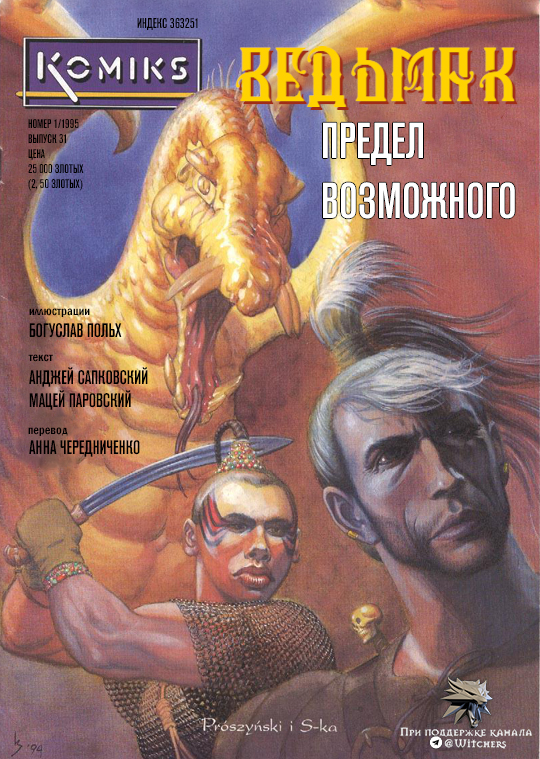 ИНДЕКС 363251
KOMIKS
ВЕДЬМАК
НОМЕР 1/1995
ВЫПУСК 31
ЦЕНА
25 000 ЗЛОТЫХ
(2, 50 ЗЛОТЫХ)
ПРЕДЕЛ
ВОЗМОЖНОГО
иллюстрации
БОГУСЛАВ ПОЛЬХ
текст
АНДЖЕЙ САПКОВСКИЙ
МАЦЕЙ ПАРОВСКИЙ
перевод
АННА ЧЕРЕДНИЧЕНКО
Prószyński i S-ka
При поддержке канала
@Witchers
'94